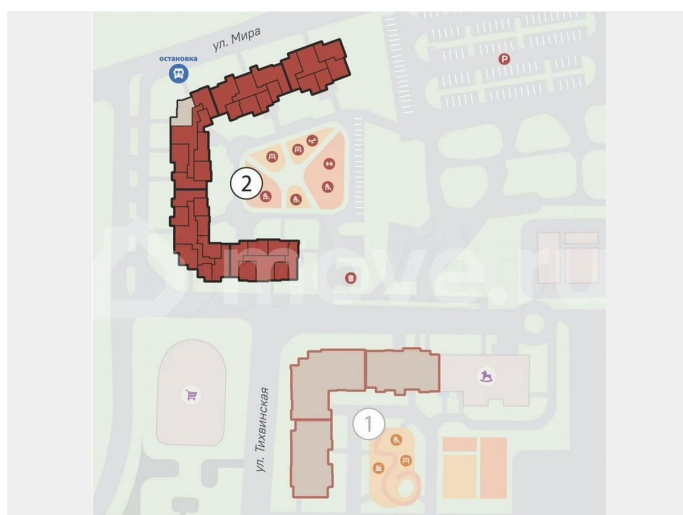 ул. Мира
остановка
P
2
move.ru
1
ул. Тихвинская